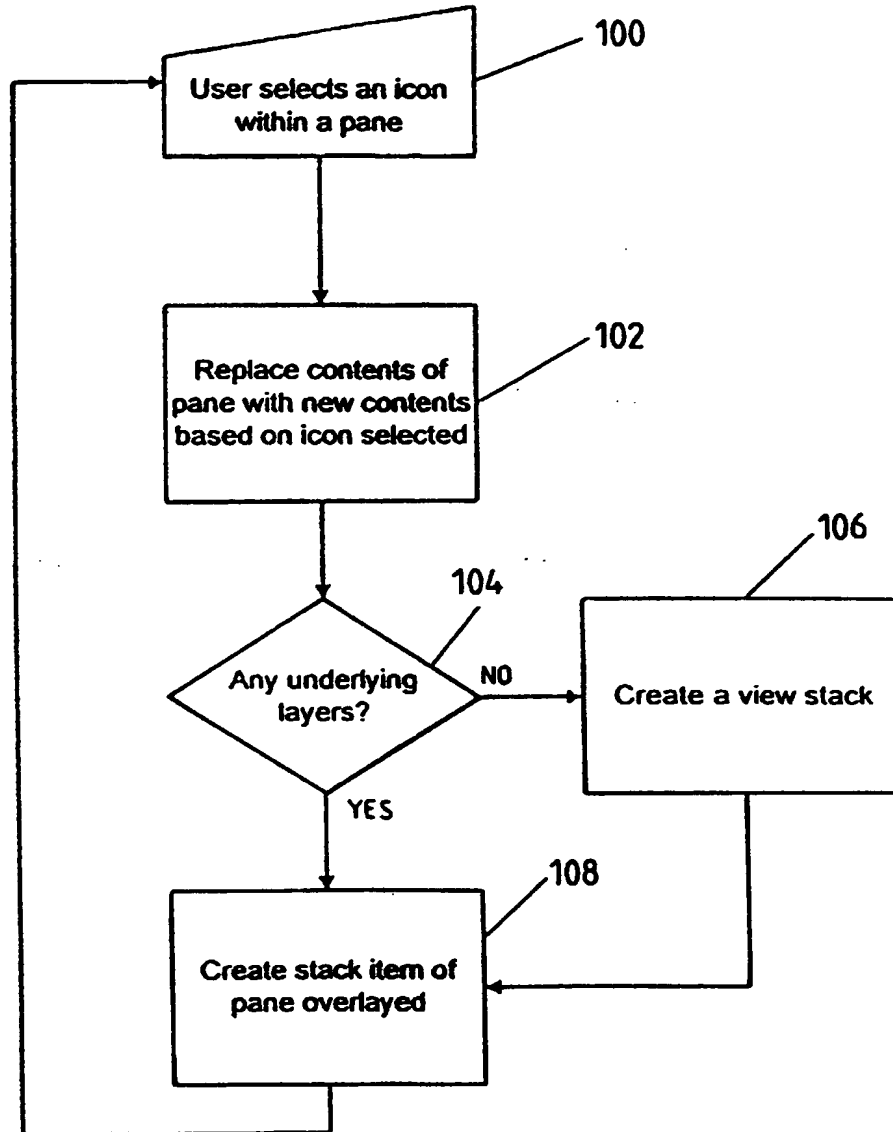 100
User selects an icon
within a pane
102
Replace contents of
pane with new contents
based on icon selected
106
104
Any underlying
layers?
NO
Create a view stack
YES
108
Create stack item of
pane overlayed